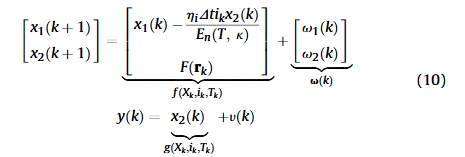 [x₁(k+1)
x₂(k+1)] = [x₁(k) − ηᵢΔtiₖx₂(k) / Eₙ(T, κ)
F(𝐫ₖ)] + [ω₁(k)
ω₂(k)]
f(Xₖ,iₖ,Tₖ) ω(k)
(10)
y(k) = x₂(k) +υ(k)
g(Xₖ,iₖ,Tₖ)